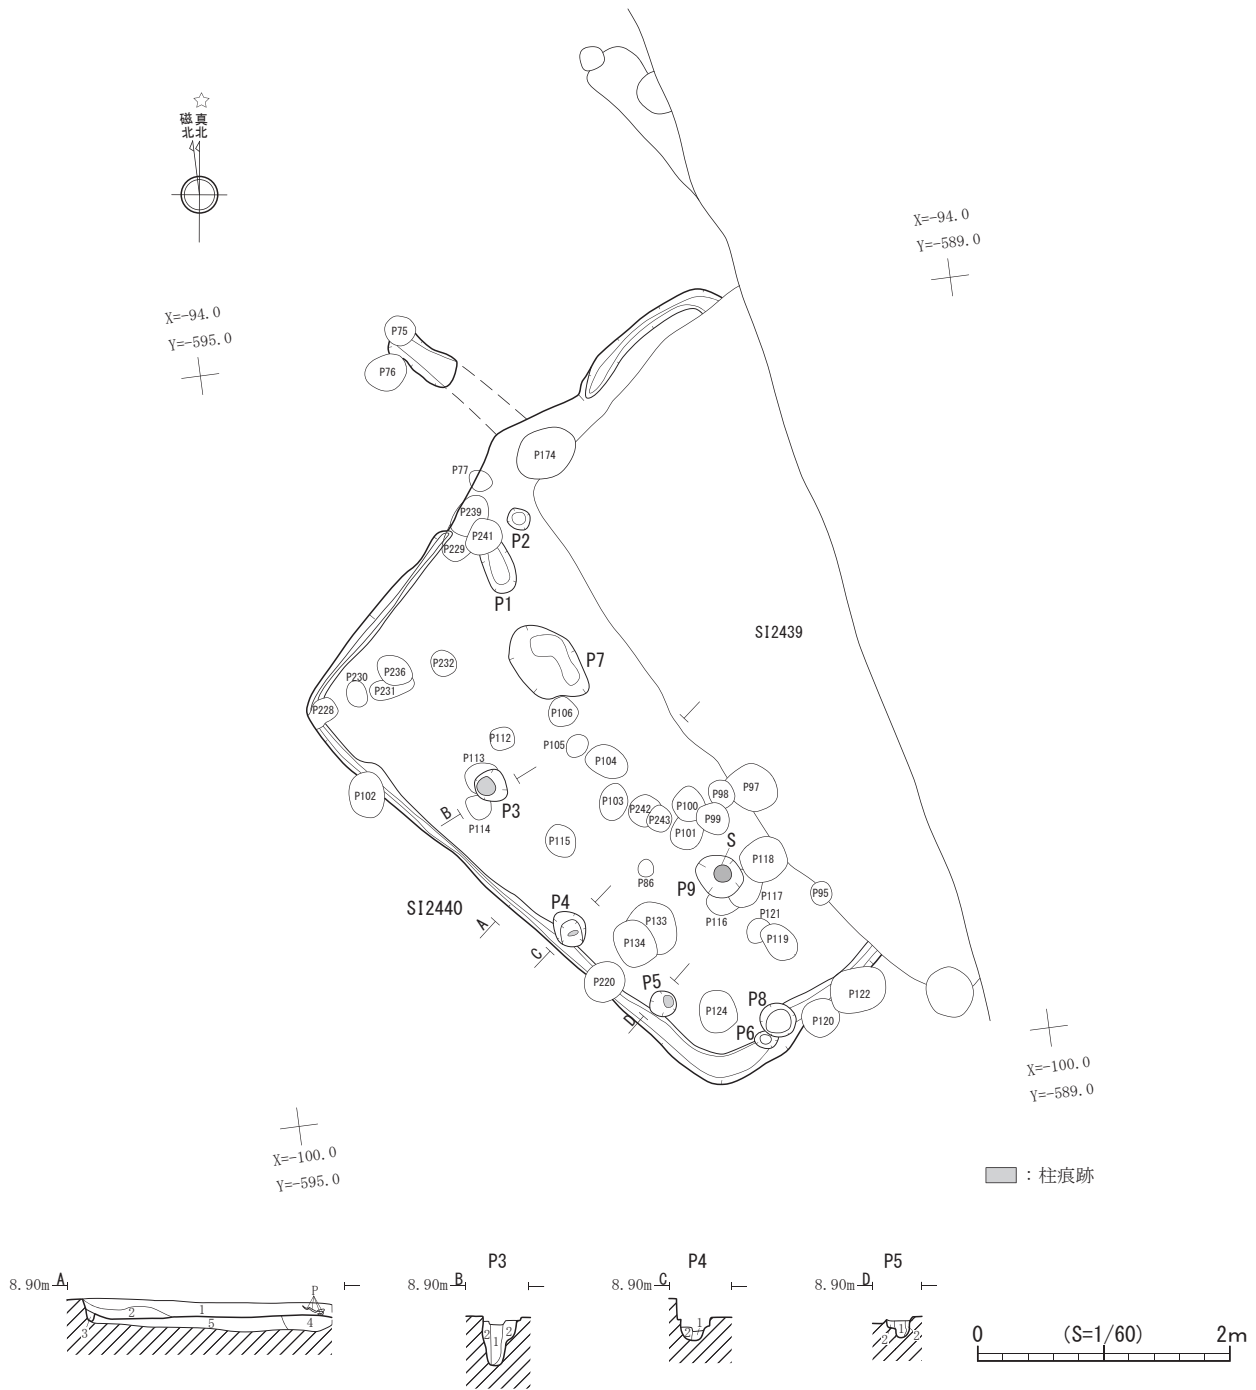 磁北
真北
X=-94.0
Y=-589.0
X=-94.0
Y=-595.0
P75
P76
P174
P77
P239
P241
P229
P2
P1
SI2439
P7
P232
P236
P230
P231
P228
P106
P112
P105
P104
P113
P102
P3
B
P114
P103
P242
P243
P100
P101
P98
P99
P97
P115
S
P118
P86
P9
P117
P116
P95
SI2440
A
P4
C
P133
P134
P121
P119
P220
P5
D
P124
P8
P6
P122
P120
X=-100.0
Y=-589.0
X=-100.0
Y=-595.0
：柱痕跡
8.90m A
P
1
2
3
4
5
P3
8.90m B
2 1 2
P4
8.90m C
2 1
P5
8.90m D
2 1 2
0 (S=1/60) 2m